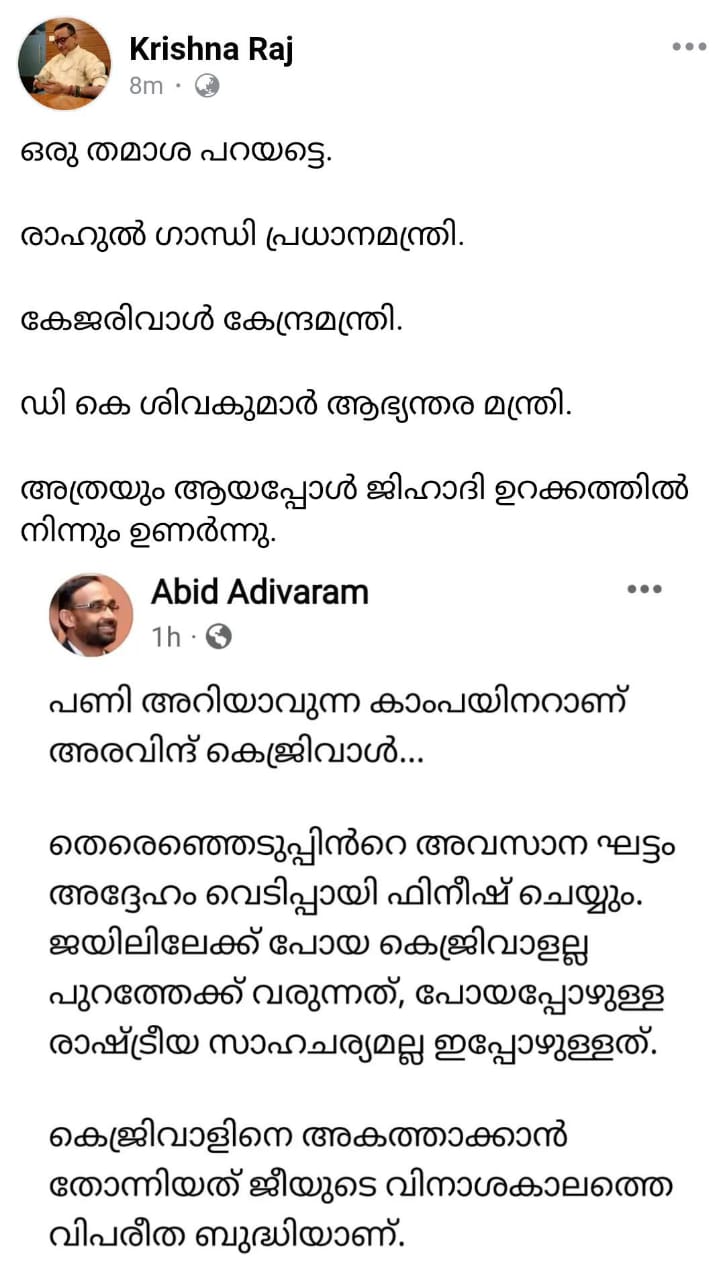 Krishna Raj
8m ·
ഒരു തമാശ പറയട്ടെ.
രാഹുൽ ഗാന്ധി പ്രധാനമന്ത്രി.
കേജരിവാൾ കേന്ദ്രമന്ത്രി.
ഡി കെ ശിവകുമാർ ആഭ്യന്തര മന്ത്രി.
അത്രയും ആയപ്പോൾ ജിഹാദി ഉറക്കത്തിൽ
നിന്നും ഉണർന്നു.
Abid Adivaram
1h ·
പണി അറിയാവുന്ന കാംപയിനറാണ്
അരവിന്ദ് കെജ്രിവാൾ...
തെരെഞ്ഞെടുപ്പിൻറെ അവസാന ഘട്ടം
അദ്ദേഹം വെടിപ്പായി ഫിനീഷ് ചെയ്യും.
ജയിലിലേക്ക് പോയ കെജ്രിവാളല്ല
പുറത്തേക്ക് വരുന്നത്, പോയപ്പോഴുള്ള
രാഷ്ട്രീയ സാഹചര്യമല്ല ഇപ്പോഴുള്ളത്.
കെജ്രിവാളിനെ അകത്താക്കാൻ
തോന്നിയത് ജീയുടെ വിനാശകാലത്തെ
വിപരീത ബുദ്ധിയാണ്.